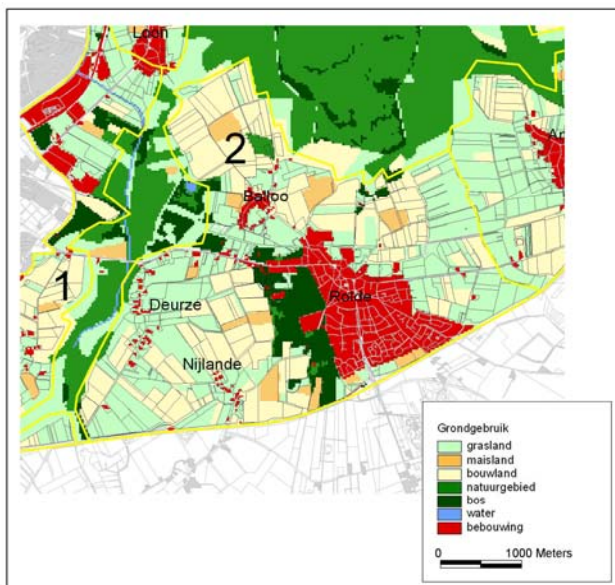 Loon
2
Balloo
1
Deurze
Rolde
Nijlande
Grondgebruik
grasland
maisland
bouwland
natuurgebied
bos
water
bebouwing
0 1000 Meters